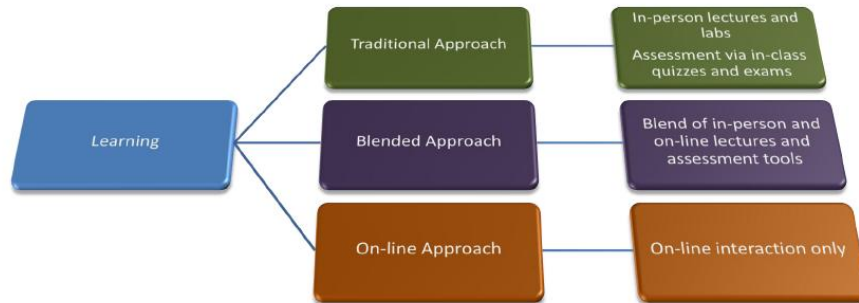 Learning
Traditional Approach
In-person lectures and
labs
Assessment via in-class
quizzes and exams
Blended Approach
Blend of in-person and
on-line lectures and
assessment tools
On-line Approach
On-line interaction only